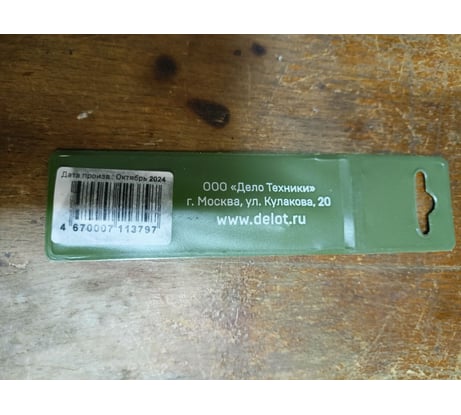 Дата произв.: Октябрь 2024
4 670007 113797
ООО «Дело Техники»
г. Москва, ул. Кулакова, 20
www.delot.ru